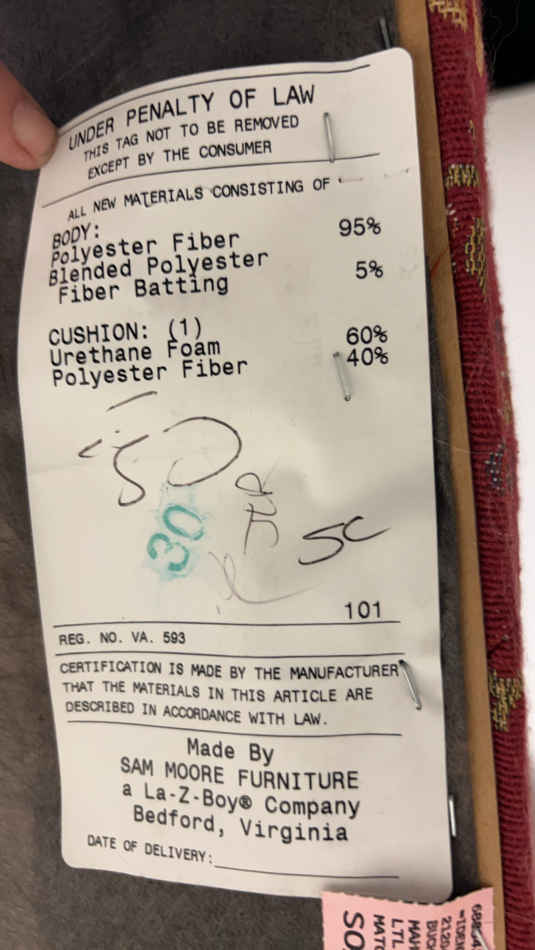 UNDER PENALTY OF LAW
THIS TAG NOT TO BE REMOVED
EXCEPT BY THE CONSUMER
ALL NEW MATERIALS CONSISTING OF
BODY:
Polyester Fiber 95%
Blended Polyester
Fiber Batting 5%
CUSHION: (1)
Urethane Foam 60%
Polyester Fiber 40%
30
SC
101
REG. NO. VA. 593
CERTIFICATION IS MADE BY THE MANUFACTURER
THAT THE MATERIALS IN THIS ARTICLE ARE
DESCRIBED IN ACCORDANCE WITH LAW.
Made By
SAM MOORE FURNITURE
a La-Z-Boy® Company
Bedford, Virginia
DATE OF DELIVERY:
SO